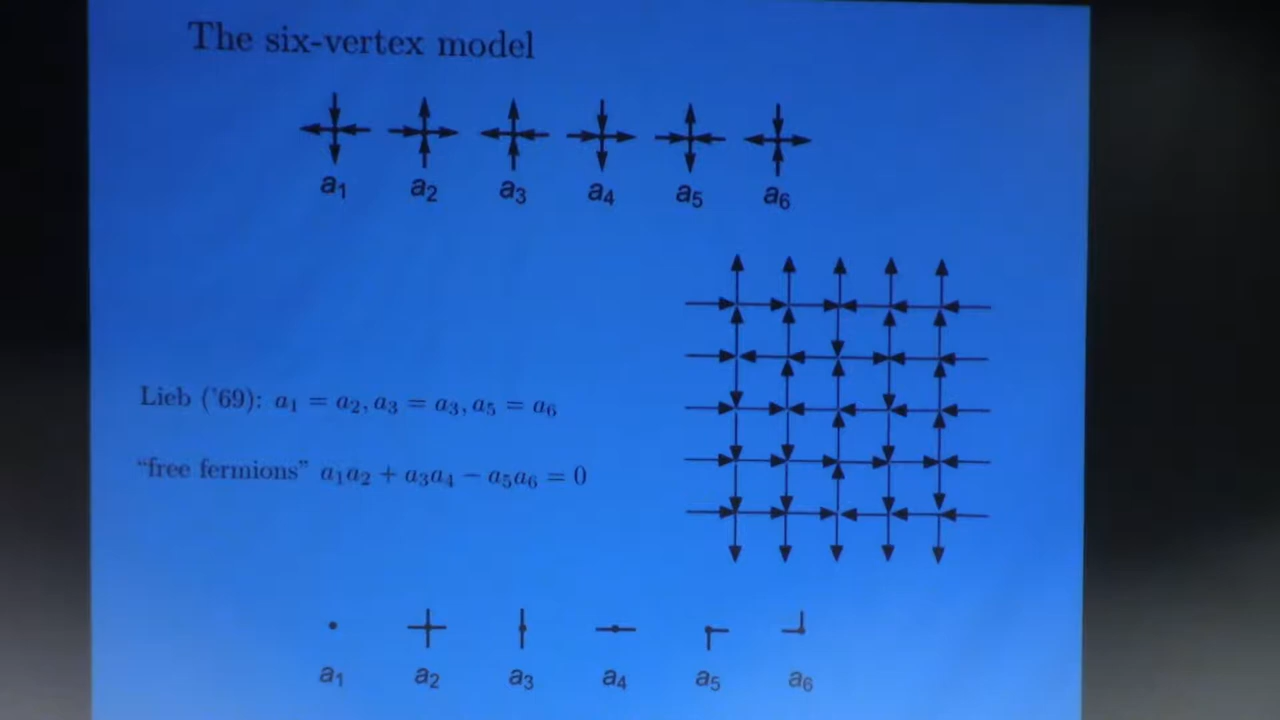 The six-vertex model
a₁ a₂ a₃ a₄ a₅ a₆
Lieb ('69): a₁ = a₂, a₃ = a₃, a₅ = a₆
“free fermions” a₁a₂ + a₃a₄ − a₅a₆ = 0
a₁ a₂ a₃ a₄ a₅ a₆